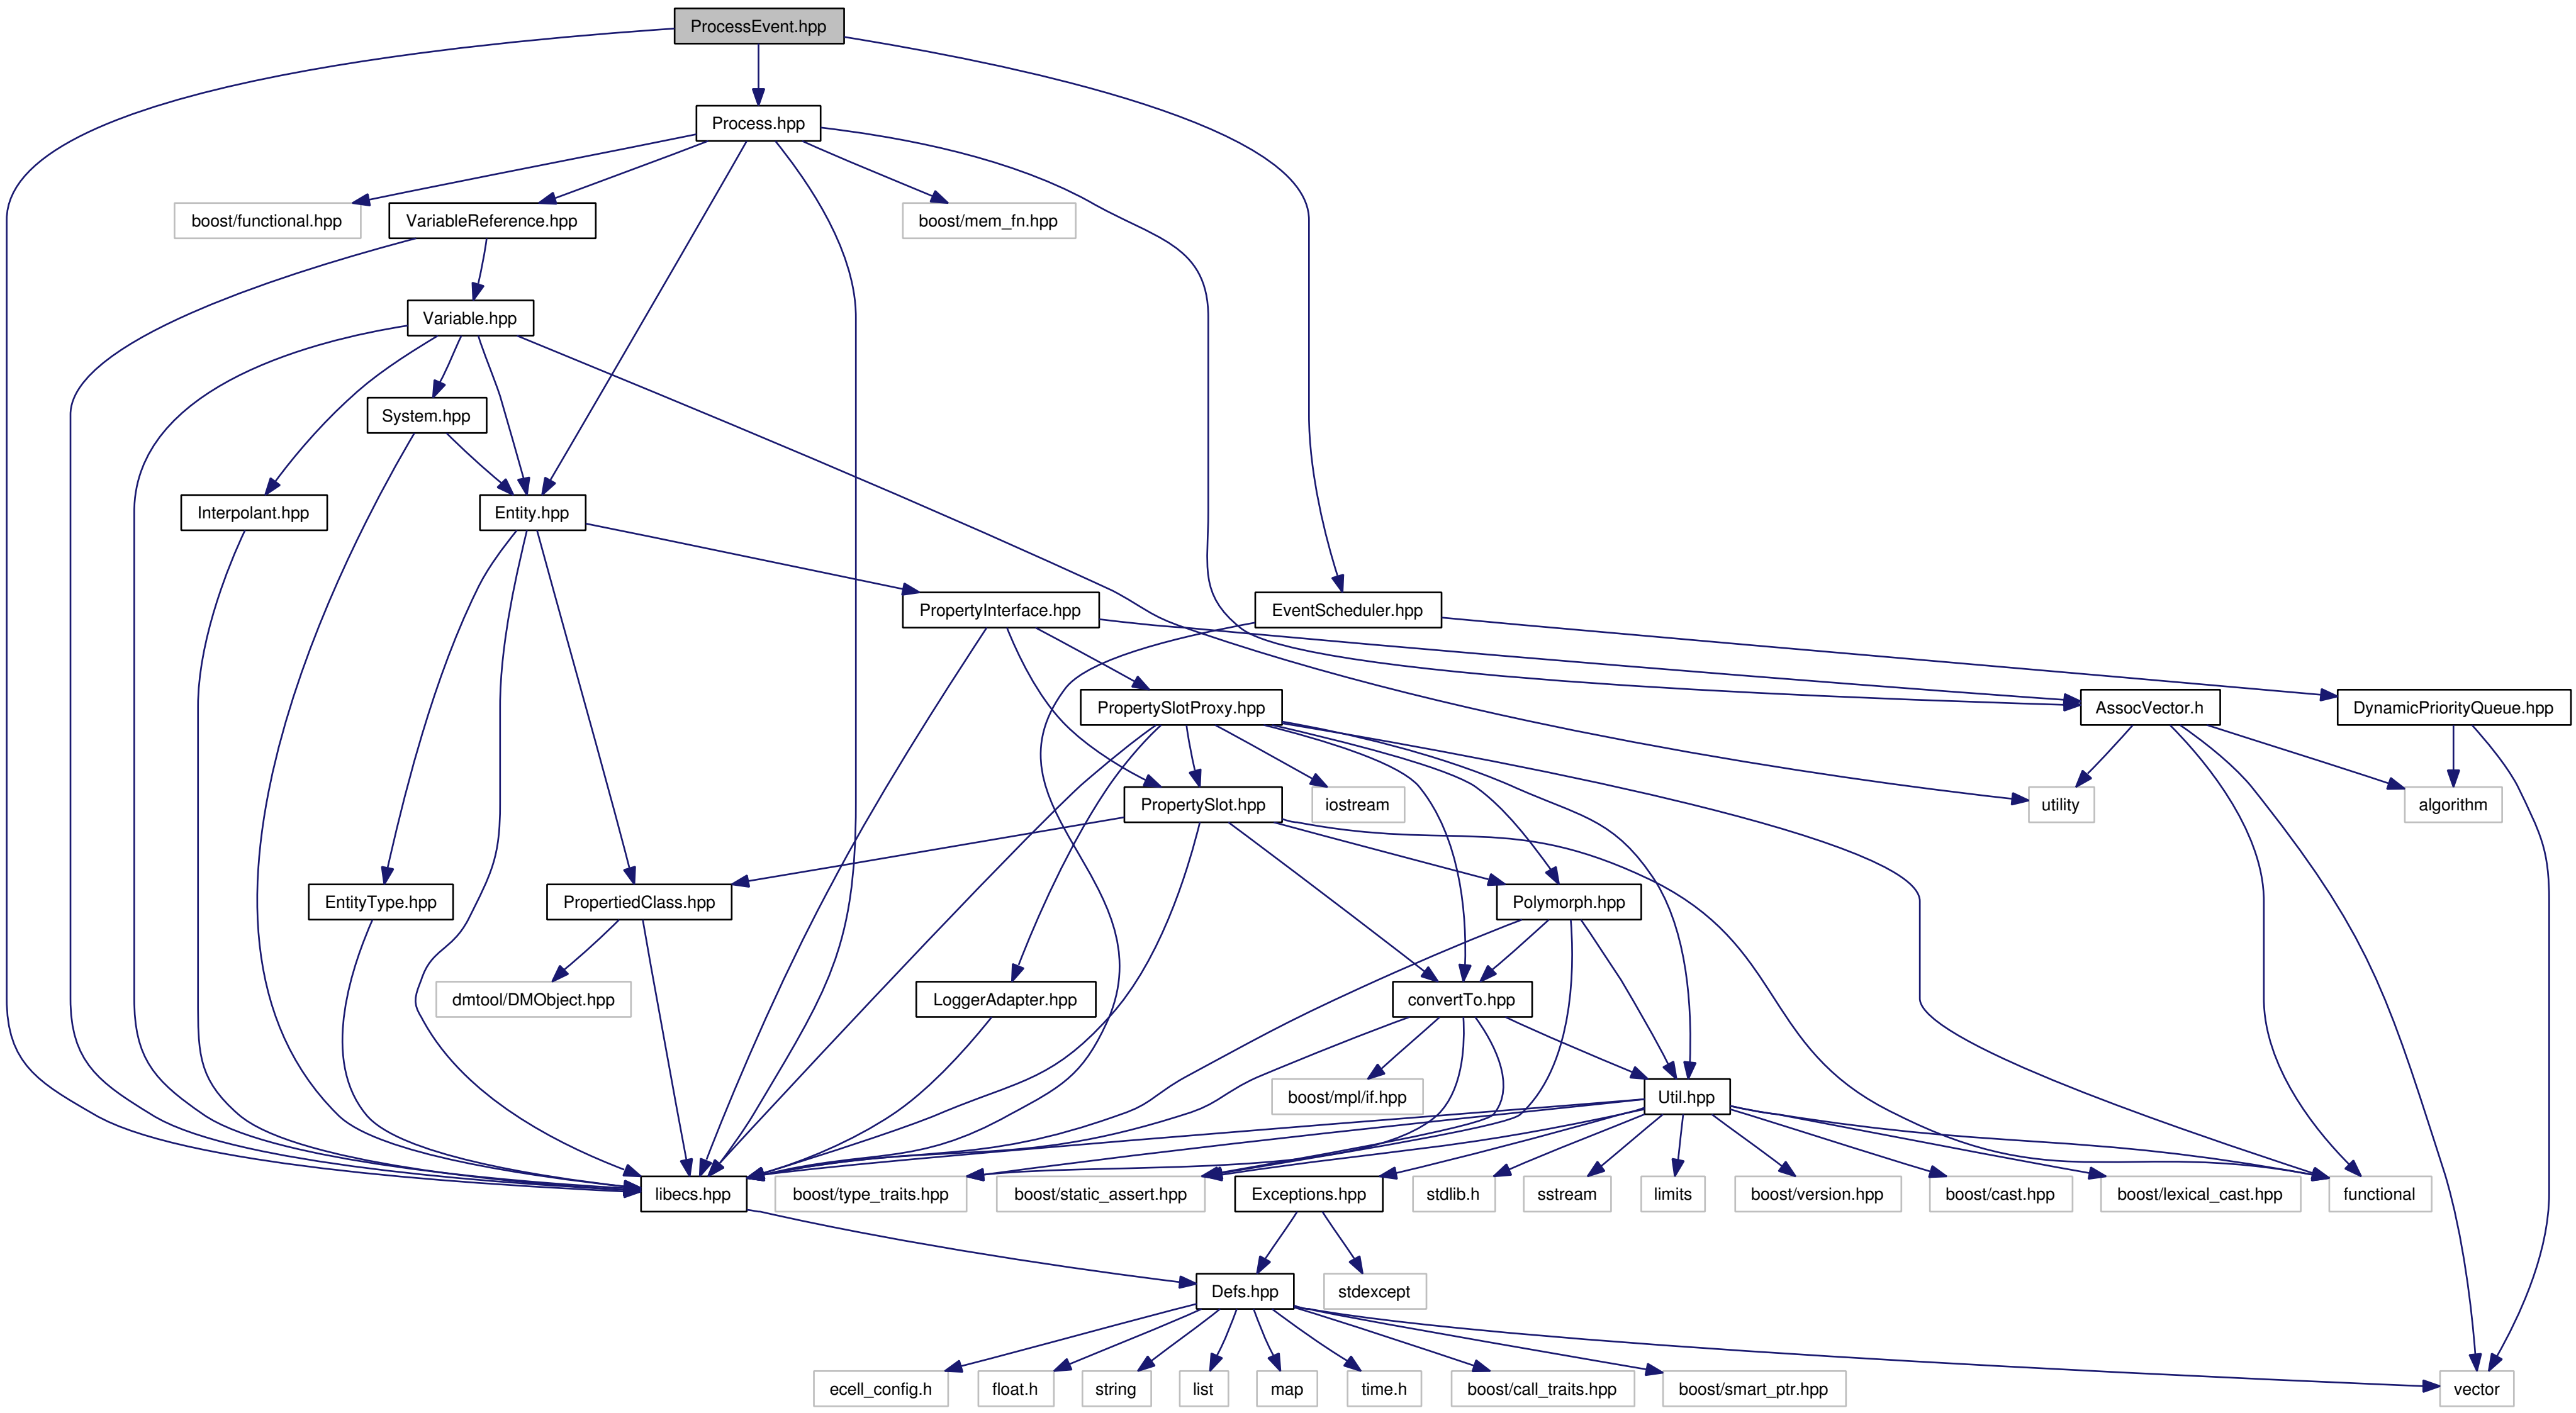 ProcessEvent.hpp
Process.hpp
boost/functional.hpp
VariableReference.hpp
boost/mem_fn.hpp
Variable.hpp
System.hpp
Interpolant.hpp
Entity.hpp
PropertyInterface.hpp
EventScheduler.hpp
PropertySlotProxy.hpp
AssocVector.h
DynamicPriorityQueue.hpp
PropertySlot.hpp
iostream
utility
algorithm
EntityType.hpp
PropertiedClass.hpp
Polymorph.hpp
dmtool/DMObject.hpp
LoggerAdapter.hpp
convertTo.hpp
boost/mpl/if.hpp
Util.hpp
libecs.hpp
boost/type_traits.hpp
boost/static_assert.hpp
Exceptions.hpp
stdlib.h
sstream
limits
boost/version.hpp
boost/cast.hpp
boost/lexical_cast.hpp
functional
Defs.hpp
stdexcept
ecell_config.h
float.h
string
list
map
time.h
boost/call_traits.hpp
boost/smart_ptr.hpp
vector